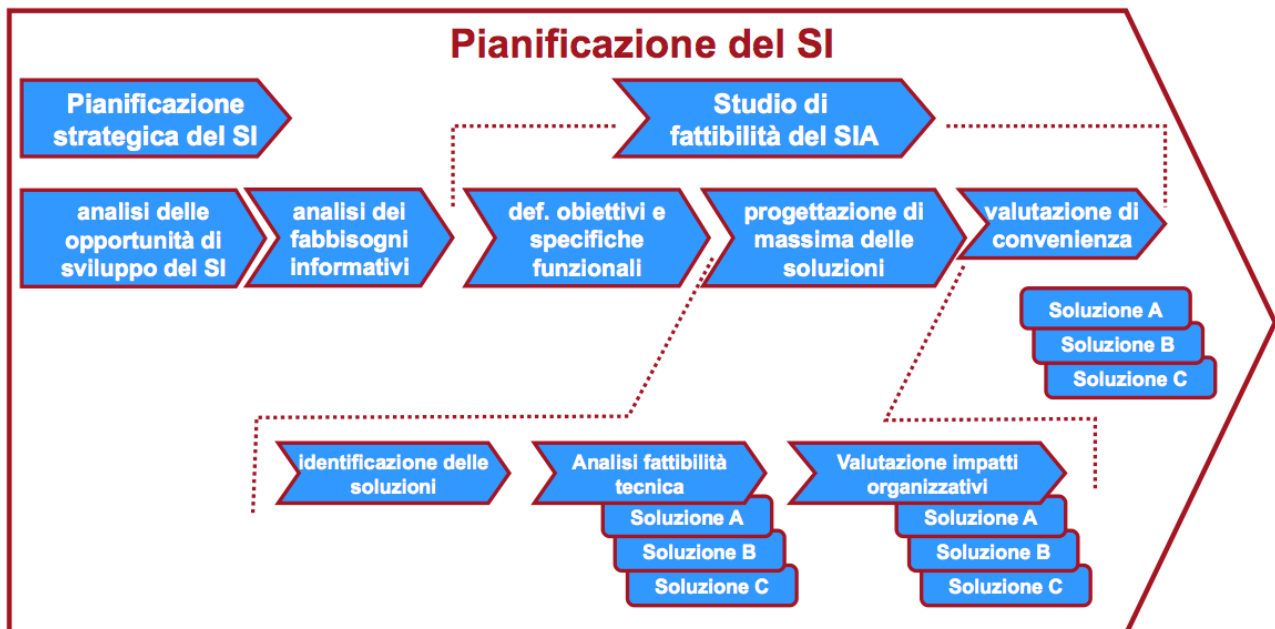 Pianificazione del SI
Pianificazione
strategica del SI
Studio di
fattibilità del SIA
analisi delle
opportunità di
sviluppo del SI
analisi dei
fabbisogni
informativi
def. obiettivi e
specifiche
funzionali
progettazione di
massima delle
soluzioni
valutazione di
convenienza
Soluzione A
Soluzione B
Soluzione C
identificazione delle
soluzioni
Analisi fattibilità
tecnica
Soluzione A
Soluzione B
Soluzione C
Valutazione impatti
organizzativi
Soluzione A
Soluzione B
Soluzione C